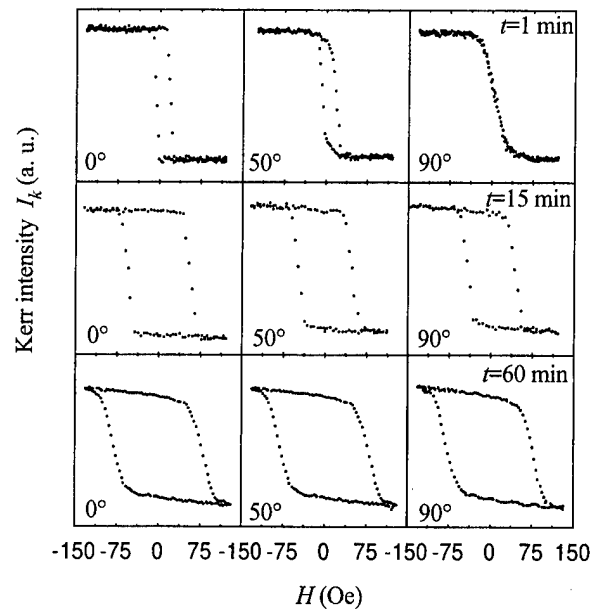 t=1 min
0° 50° 90°
t=15 min
0° 50° 90°
t=60 min
0° 50° 90°
-150 -75 0 75 -150 -75 0 75 -150 -75 0 75 150
H (Oe)
Kerr intensity Ik (a. u.)